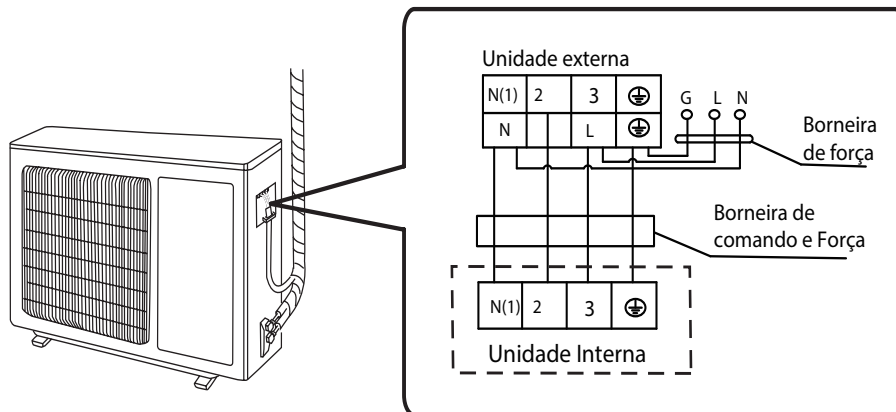 Unidade externa
N(1) 2 3
N L
G L N
Borneira
de força
Borneira de
comando e Força
N(1) 2 3
Unidade Interna